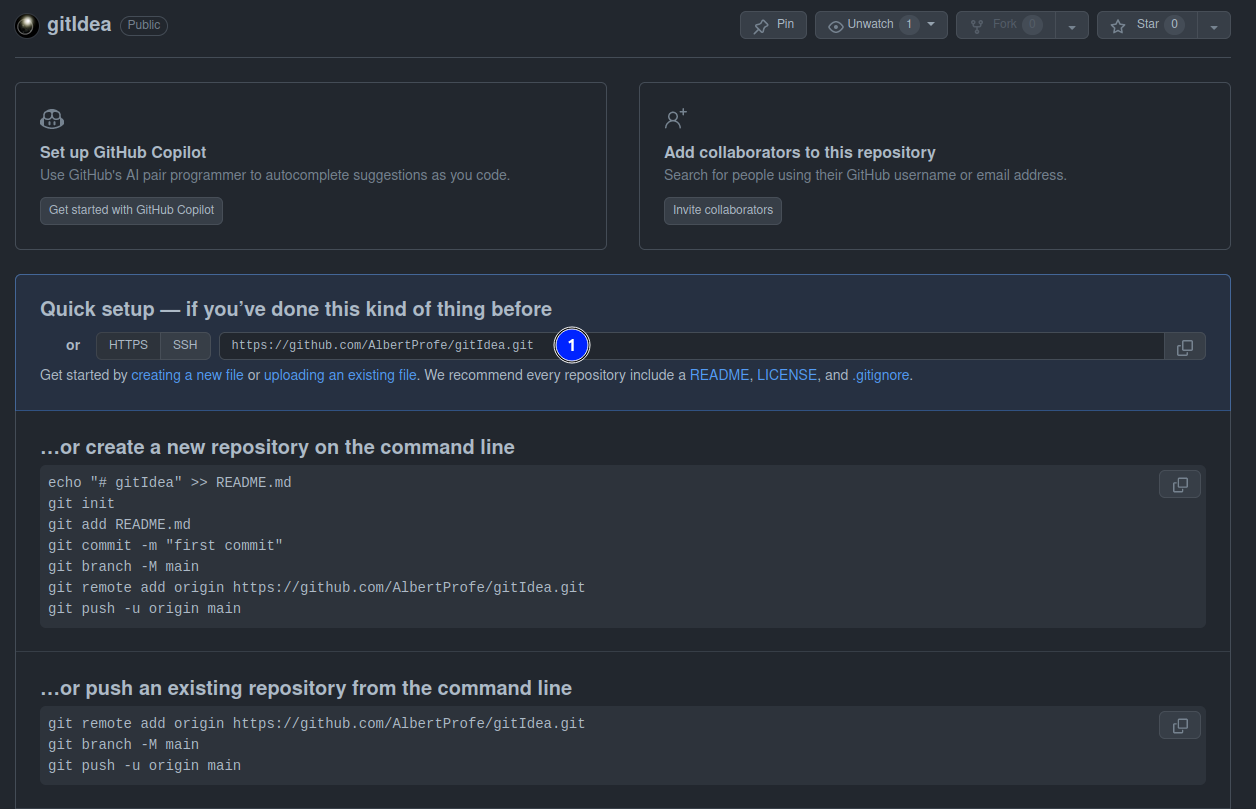 gitIdea Public
Pin Unwatch 1 Fork 0 Star 0
Set up GitHub Copilot
Use GitHub's AI pair programmer to autocomplete suggestions as you code.
Get started with GitHub Copilot
Add collaborators to this repository
Search for people using their GitHub username or email address.
Invite collaborators
Quick setup — if you’ve done this kind of thing before
or HTTPS SSH https://github.com/AlbertProfe/gitIdea.git 1
Get started by creating a new file or uploading an existing file. We recommend every repository include a README, LICENSE, and .gitignore.
…or create a new repository on the command line
echo "# gitIdea" >> README.md
git init
git add README.md
git commit -m "first commit"
git branch -M main
git remote add origin https://github.com/AlbertProfe/gitIdea.git
git push -u origin main
…or push an existing repository from the command line
git remote add origin https://github.com/AlbertProfe/gitIdea.git
git branch -M main
git push -u origin main